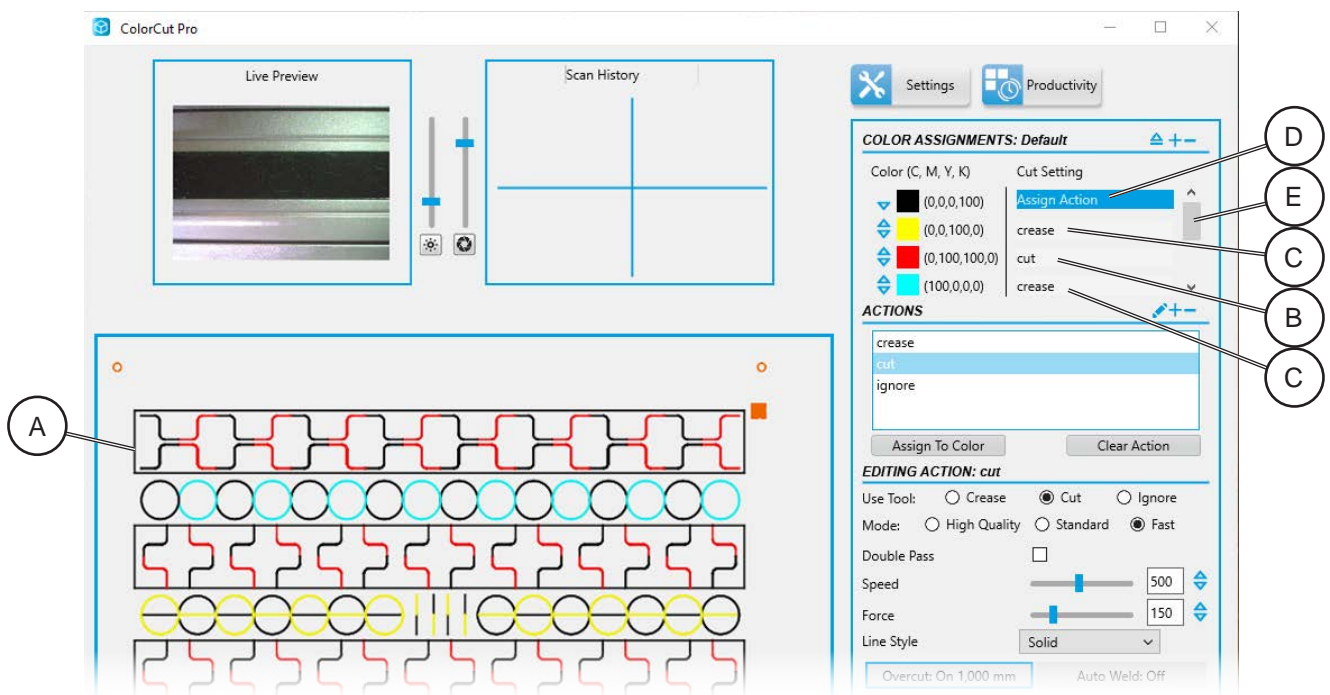 ColorCut Pro
Live Preview
Scan History
Settings
Productivity
COLOR ASSIGNMENTS: Default
Color (C, M, Y, K) Cut Setting
(0,0,0,100) Assign Action
(0,0,100,0) crease
(0,100,100,0) cut
(100,0,0,0) crease
D
E
C
B
C
A
ACTIONS
crease
cut
ignore
Assign To Color Clear Action
EDITING ACTION: cut
Use Tool: Crease Cut Ignore
Mode: High Quality Standard Fast
Double Pass
Speed 500
Force 150
Line Style Solid
Overcut: On 1,000 mm Auto Weld: Off